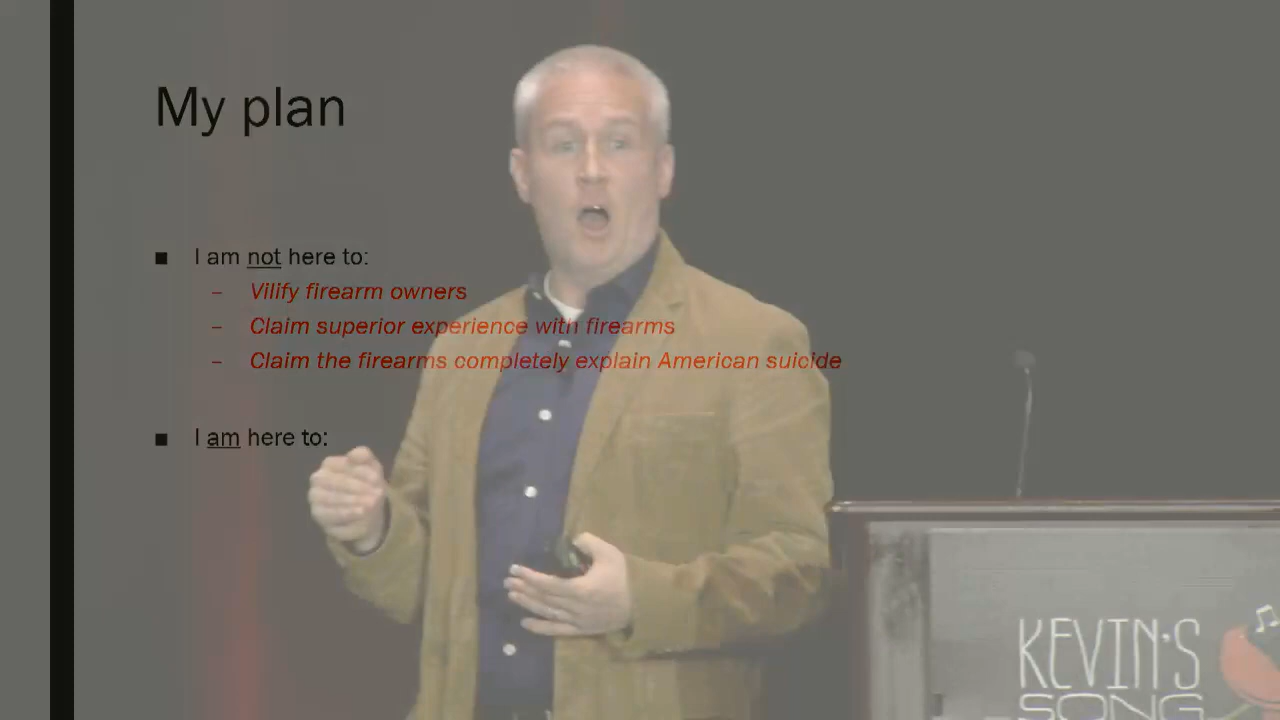 My plan
■ I am not here to:
– Vilify firearm owners
– Claim superior experience with firearms
– Claim the firearms completely explain American suicide
■ I am here to:
KEVIN'S
SONG